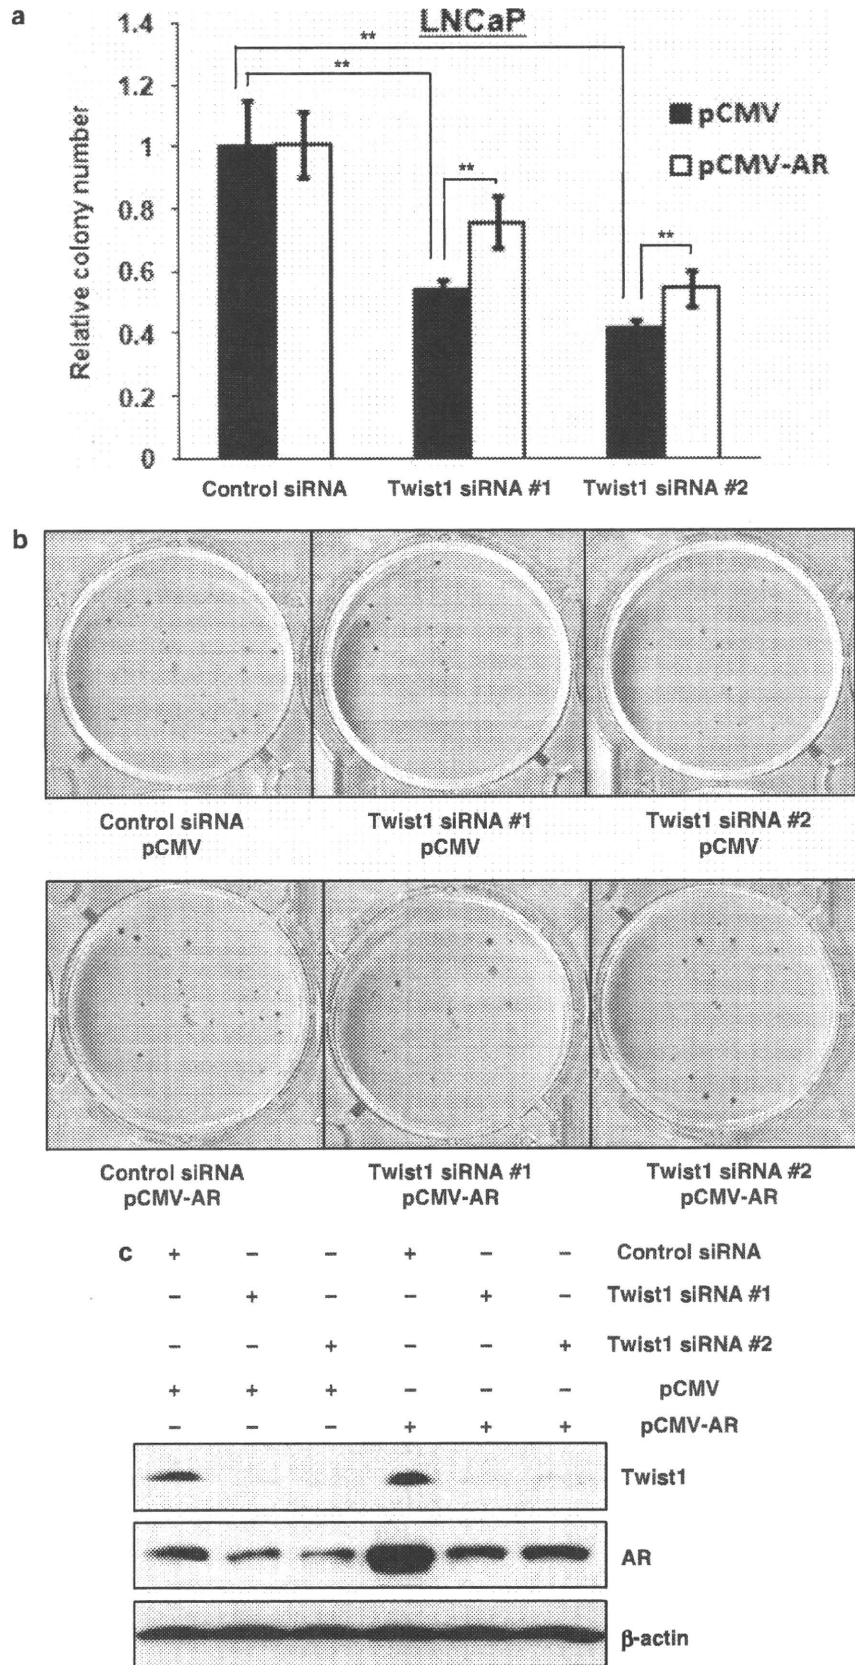 a
LNCaP
1.4
1.2
1
0.8
0.6
0.4
0.2
0
Relative colony number
**
**
**
**
pCMV
pCMV-AR
Control siRNA
Twist1 siRNA #1
Twist1 siRNA #2
b
Control siRNA
pCMV
Twist1 siRNA #1
pCMV
Twist1 siRNA #2
pCMV
Control siRNA
pCMV-AR
Twist1 siRNA #1
pCMV-AR
Twist1 siRNA #2
pCMV-AR
c
+ – – + – – Control siRNA
– + – – + – Twist1 siRNA #1
– – + – – + Twist1 siRNA #2
+ + + – – – pCMV
– – – + + + pCMV-AR
Twist1
AR
β-actin